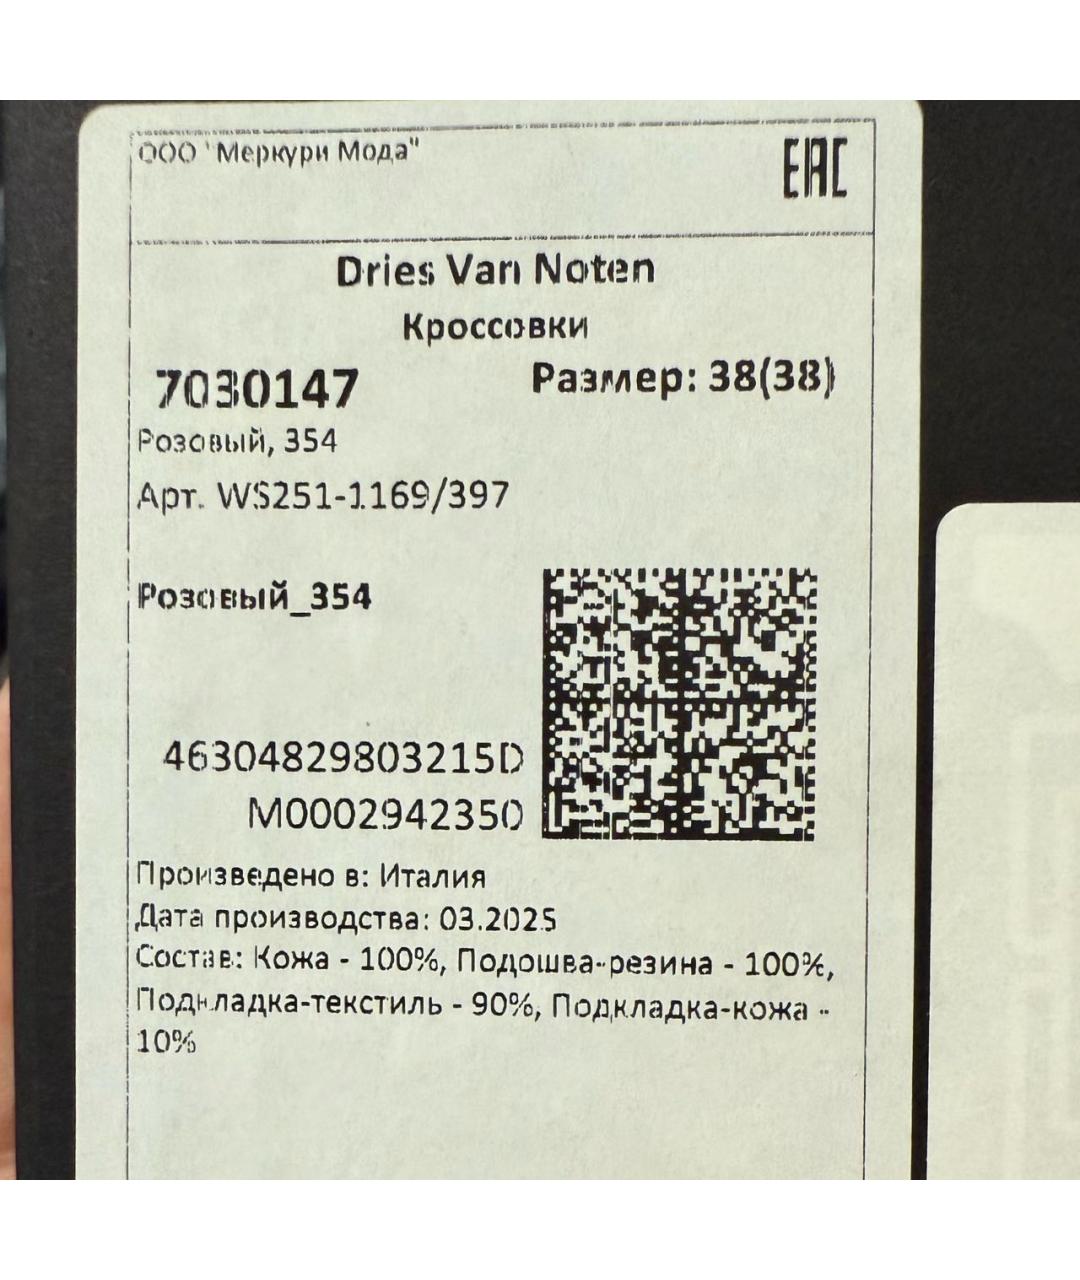 ООО "Меркури Мода"
EAC
Dries Van Noten
Кроссовки
7030147
Размер: 38(38)
Розовый, 354
Арт. WS251-1169/397
Розовый_354
46304829803215D
M0002942350
Произведено в: Италия
Дата производства: 03.2025
Состав: Кожа - 100%, Подошва-резина - 100%,
Подкладка-текстиль - 90%, Подкладка-кожа -
10%